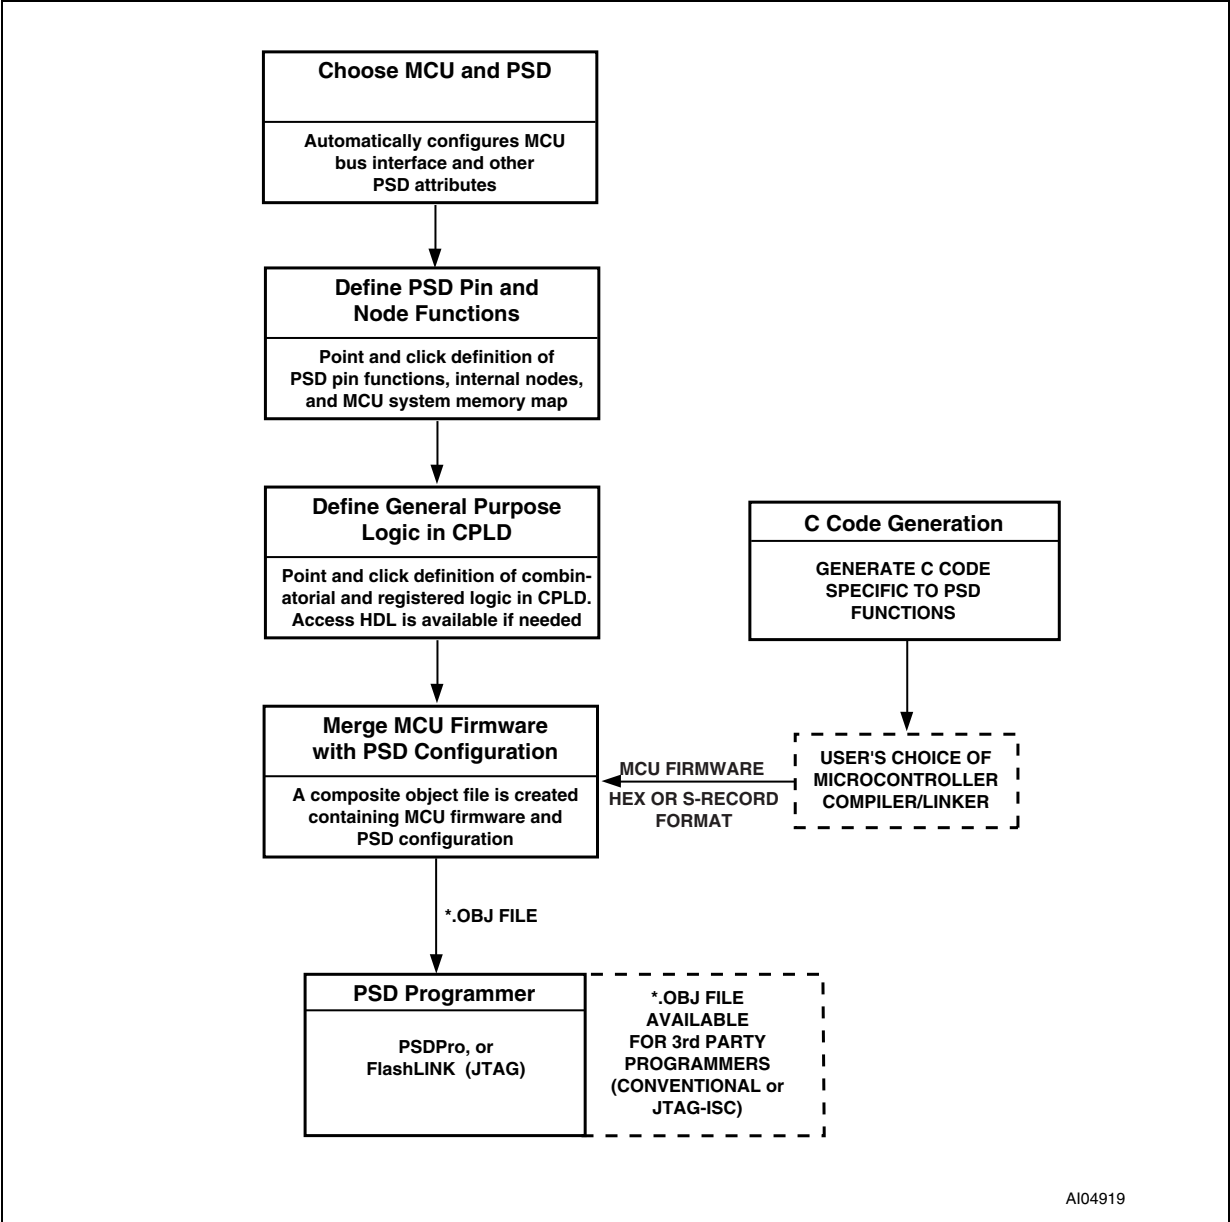 Choose MCU and PSD
Automatically configures MCU
bus interface and other
PSD attributes
Define PSD Pin and
Node Functions
Point and click definition of
PSD pin functions, internal nodes,
and MCU system memory map
Define General Purpose
Logic in CPLD
Point and click definition of combin-
atorial and registered logic in CPLD.
Access HDL is available if needed
C Code Generation
GENERATE C CODE
SPECIFIC TO PSD
FUNCTIONS
Merge MCU Firmware
with PSD Configuration
A composite object file is created
containing MCU firmware and
PSD configuration
MCU FIRMWARE
HEX OR S-RECORD
FORMAT
USER'S CHOICE OF
MICROCONTROLLER
COMPILER/LINKER
*.OBJ FILE
PSD Programmer
PSDPro, or
FlashLINK (JTAG)
*.OBJ FILE
AVAILABLE
FOR 3rd PARTY
PROGRAMMERS
(CONVENTIONAL or
JTAG-ISC)
AI04919